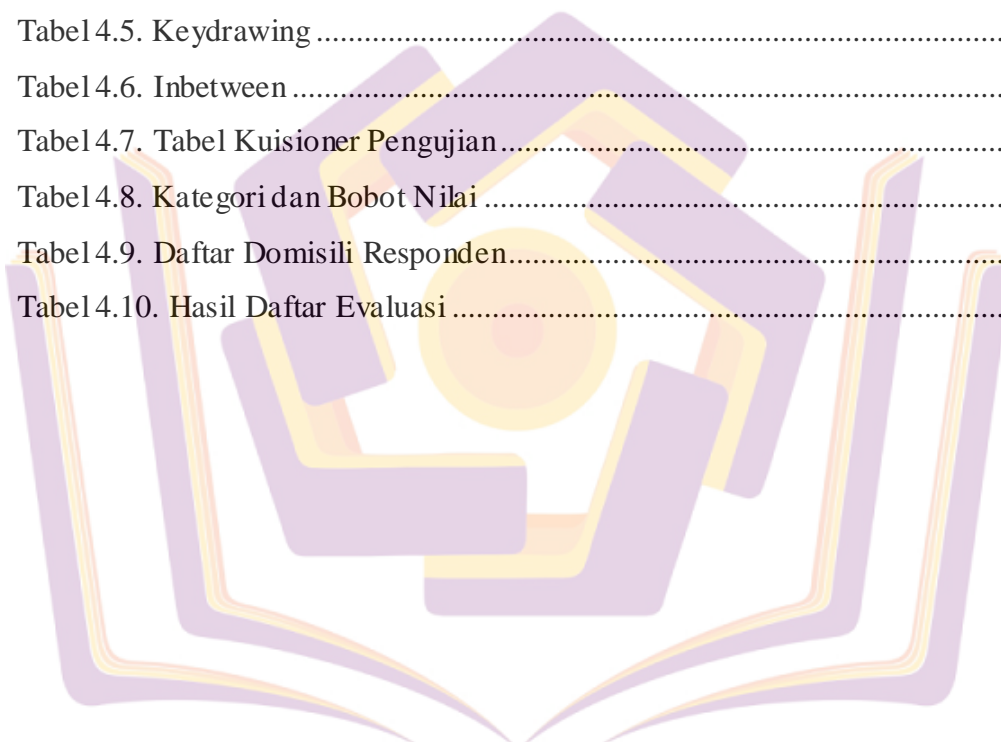 Tabel 4.5. Keydrawing ........................................................................................
Tabel 4.6. Inbetween ...........................................................................................
Tabel 4.7. Tabel Kuisioner Pengujian ................................................................
Tabel 4.8. Kategori dan Bobot Nilai ...................................................................
Tabel 4.9. Daftar Domisili Responden ...............................................................
Tabel 4.10. Hasil Daftar Evaluasi .......................................................................